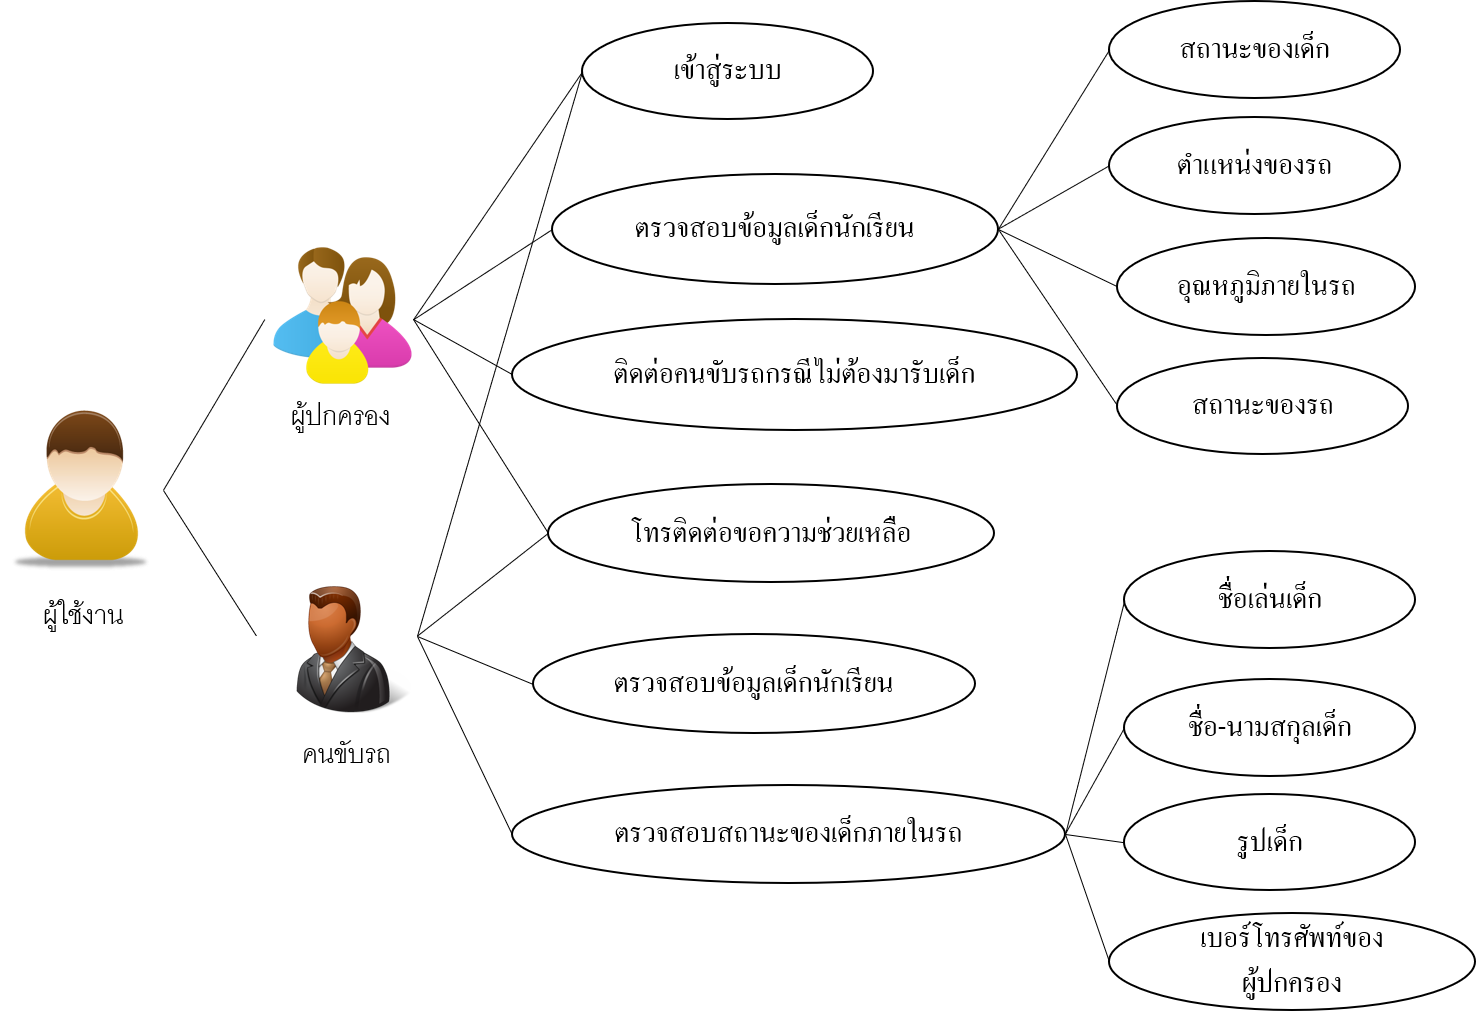 ผู้ใช้งาน
ผู้ปกครอง
คนขับรถ
เข้าสู่ระบบ
ตรวจสอบข้อมูลเด็กนักเรียน
ติดต่อคนขับรถกรณีไม่ต้องมารับเด็ก
โทรติดต่อขอความช่วยเหลือ
ตรวจสอบข้อมูลเด็กนักเรียน
ตรวจสอบสถานะของเด็กภายในรถ
สถานะของเด็ก
ตำแหน่งของรถ
อุณหภูมิภายในรถ
สถานะของรถ
ชื่อเล่นเด็ก
ชื่อ-นามสกุลเด็ก
รูปเด็ก
เบอร์โทรศัพท์ของ
ผู้ปกครอง